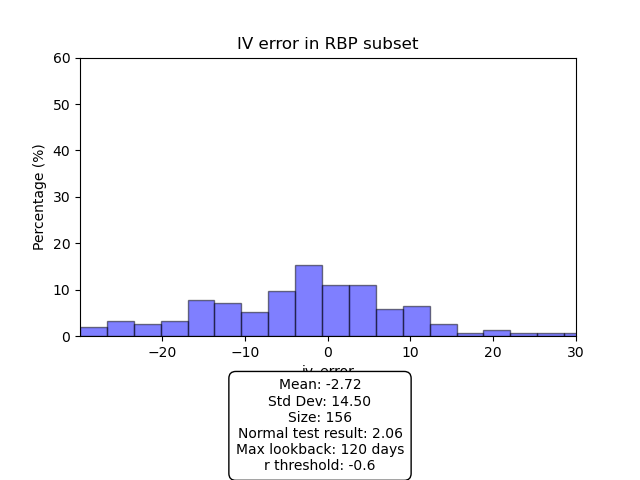 IV error in RBP subset
Percentage (%)
60
50
40
30
20
10
0
−20
−10
0
10
20
30
iv_error
Mean: -2.72
Std Dev: 14.50
Size: 156
Normal test result: 2.06
Max lookback: 120 days
r threshold: -0.6